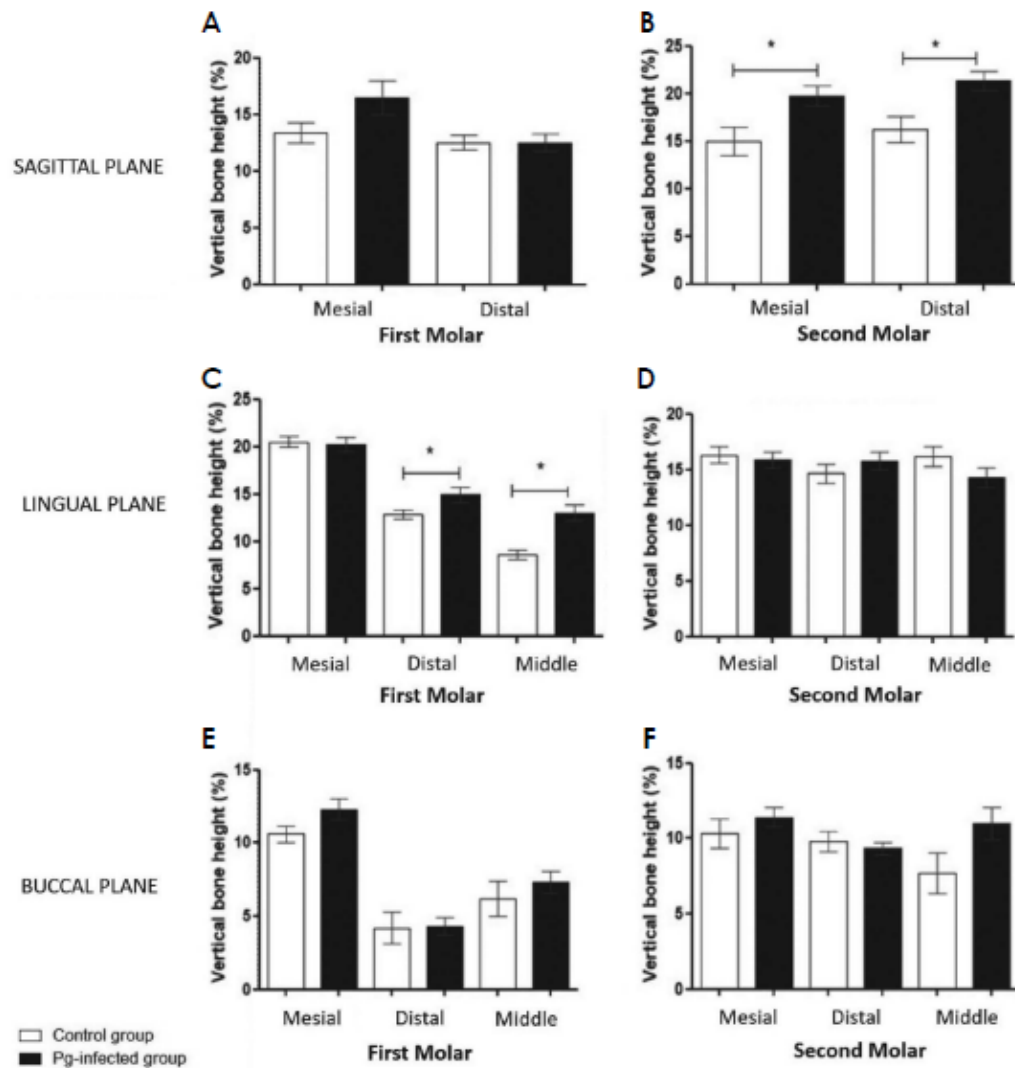 A
Vertical bone height (%)
20
15
10
5
0
Mesial
Distal
First Molar
SAGITTAL PLANE
B
Vertical bone height (%)
25
20
15
10
5
0
*
*
Mesial
Distal
Second Molar
LINGUAL PLANE
C
Vertical bone height (%)
25
20
15
10
5
0
*
*
Mesial
Distal
Middle
First Molar
D
Vertical bone height (%)
20
15
10
5
0
Mesial
Distal
Middle
Second Molar
BUCCAL PLANE
E
Vertical bone height (%)
15
10
5
0
Mesial
Distal
Middle
First Molar
F
Vertical bone height (%)
15
10
5
0
Mesial
Distal
Middle
Second Molar
Control group
Pg-infected group